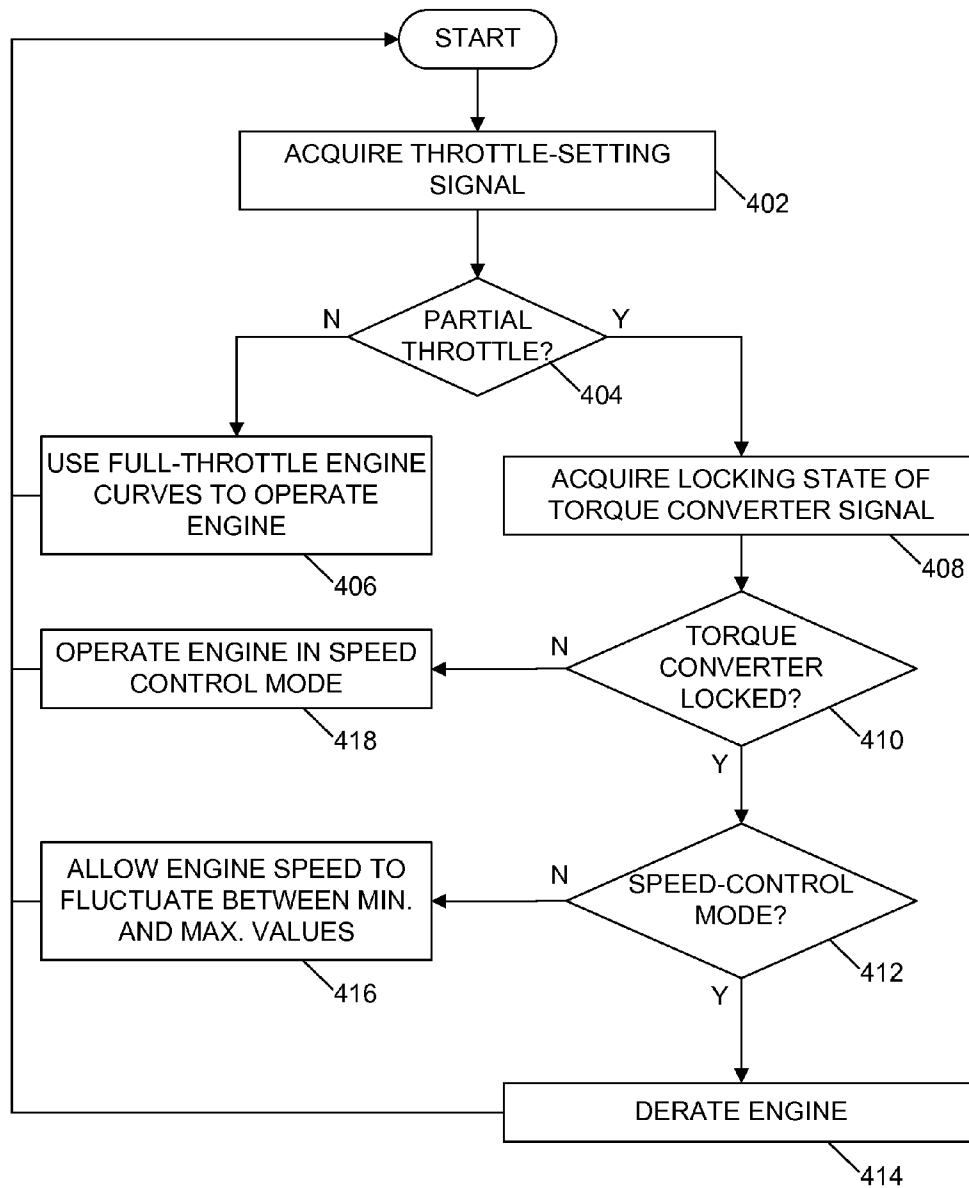 START
ACQUIRE THROTTLE-SETTING
SIGNAL
402
N
PARTIAL
THROTTLE?
Y
404
USE FULL-THROTTLE ENGINE
CURVES TO OPERATE
ENGINE
406
ACQUIRE LOCKING STATE OF
TORQUE CONVERTER SIGNAL
408
OPERATE ENGINE IN SPEED
CONTROL MODE
418
N
TORQUE
CONVERTER
LOCKED?
410
Y
ALLOW ENGINE SPEED TO
FLUCTUATE BETWEEN MIN.
AND MAX. VALUES
416
N
SPEED-CONTROL
MODE?
412
Y
DERATE ENGINE
414